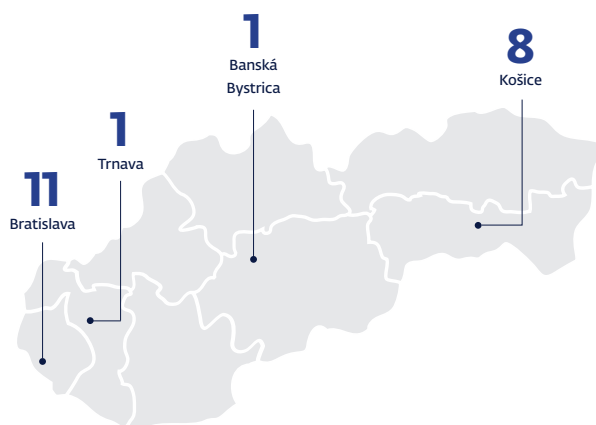 1
Banská
Bystrica
8
Košice
1
Trnava
11
Bratislava